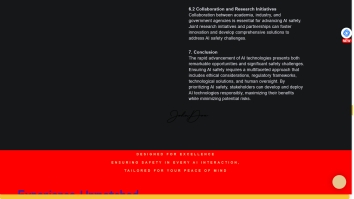 6.2 Collaboration and Research Initiatives
Collaboration between academia, industry, and
government agencies is essential for advancing AI safety.
Joint research initiatives and partnerships can foster
innovation and develop comprehensive solutions to
address AI safety challenges.
7. Conclusion
The rapid advancement of AI technologies presents both
remarkable opportunities and significant safety challenges.
Ensuring AI safety requires a multifaceted approach that
includes ethical considerations, regulatory frameworks,
technological solutions, and human oversight. By
prioritizing AI safety, stakeholders can develop and deploy
AI technologies responsibly, maximizing their benefits
while minimizing potential risks.
DESIGNED FOR EXCELLENCE
ENSURING SAFETY IN EVERY AI INTERACTION,
TAILORED FOR YOUR PEACE OF MIND
NEW